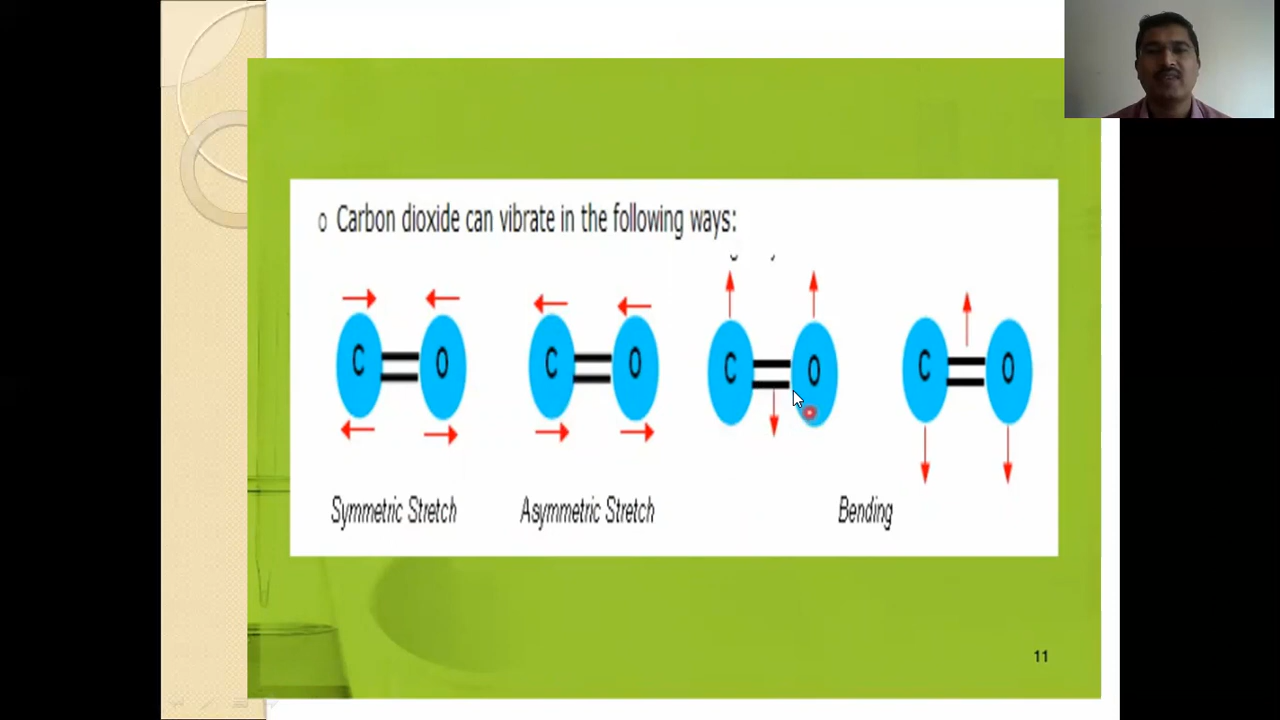 o Carbon dioxide can vibrate in the following ways:
C O C O C O C O
Symmetric Stretch Asymmetric Stretch Bending
11